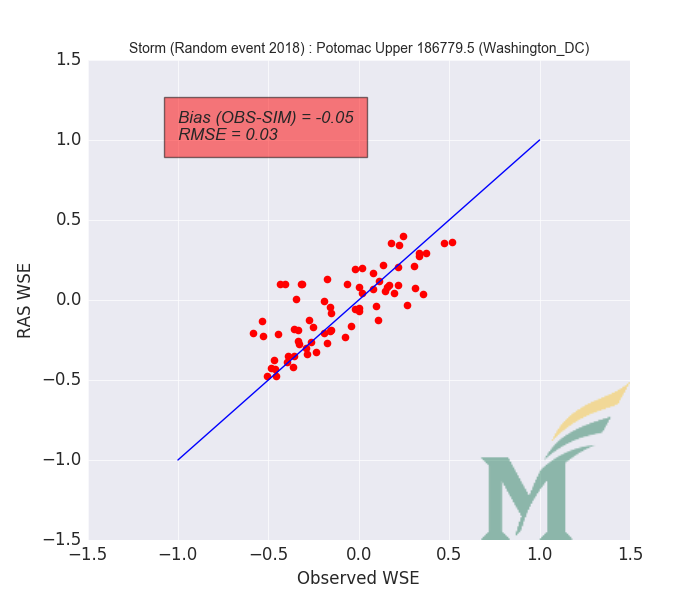 Storm (Random event 2018) : Potomac Upper 186779.5 (Washington_DC)
Bias (OBS-SIM) = -0.05
RMSE = 0.03
RAS WSE
1.5
1.0
0.5
0.0
−0.5
−1.0
−1.5
−1.5
−1.0
−0.5
0.0
0.5
1.0
1.5
Observed WSE
M